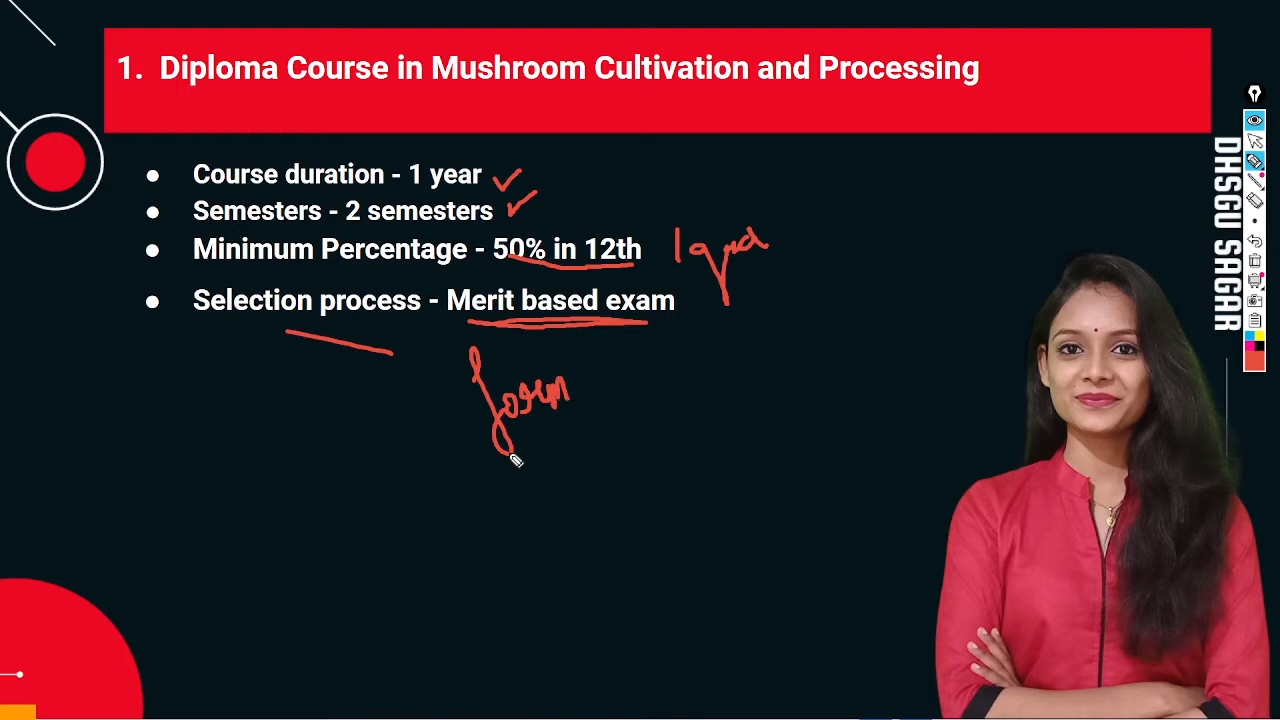 1. Diploma Course in Mushroom Cultivation and Processing
● Course duration - 1 year
● Semesters - 2 semesters
● Minimum Percentage - 50% in 12th
● Selection process - Merit based exam
form
DHSGU SAGAR